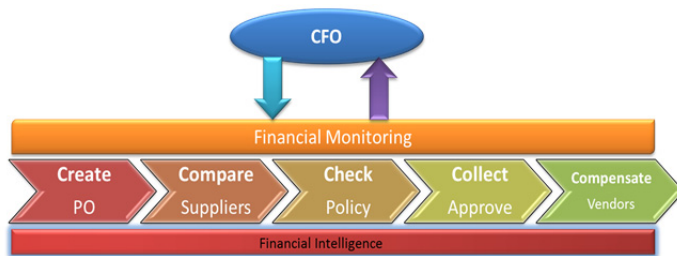 CFO
Financial Monitoring
Create
PO
Compare
Suppliers
Check
Policy
Collect
Approve
Compensate
Vendors
Financial Intelligence